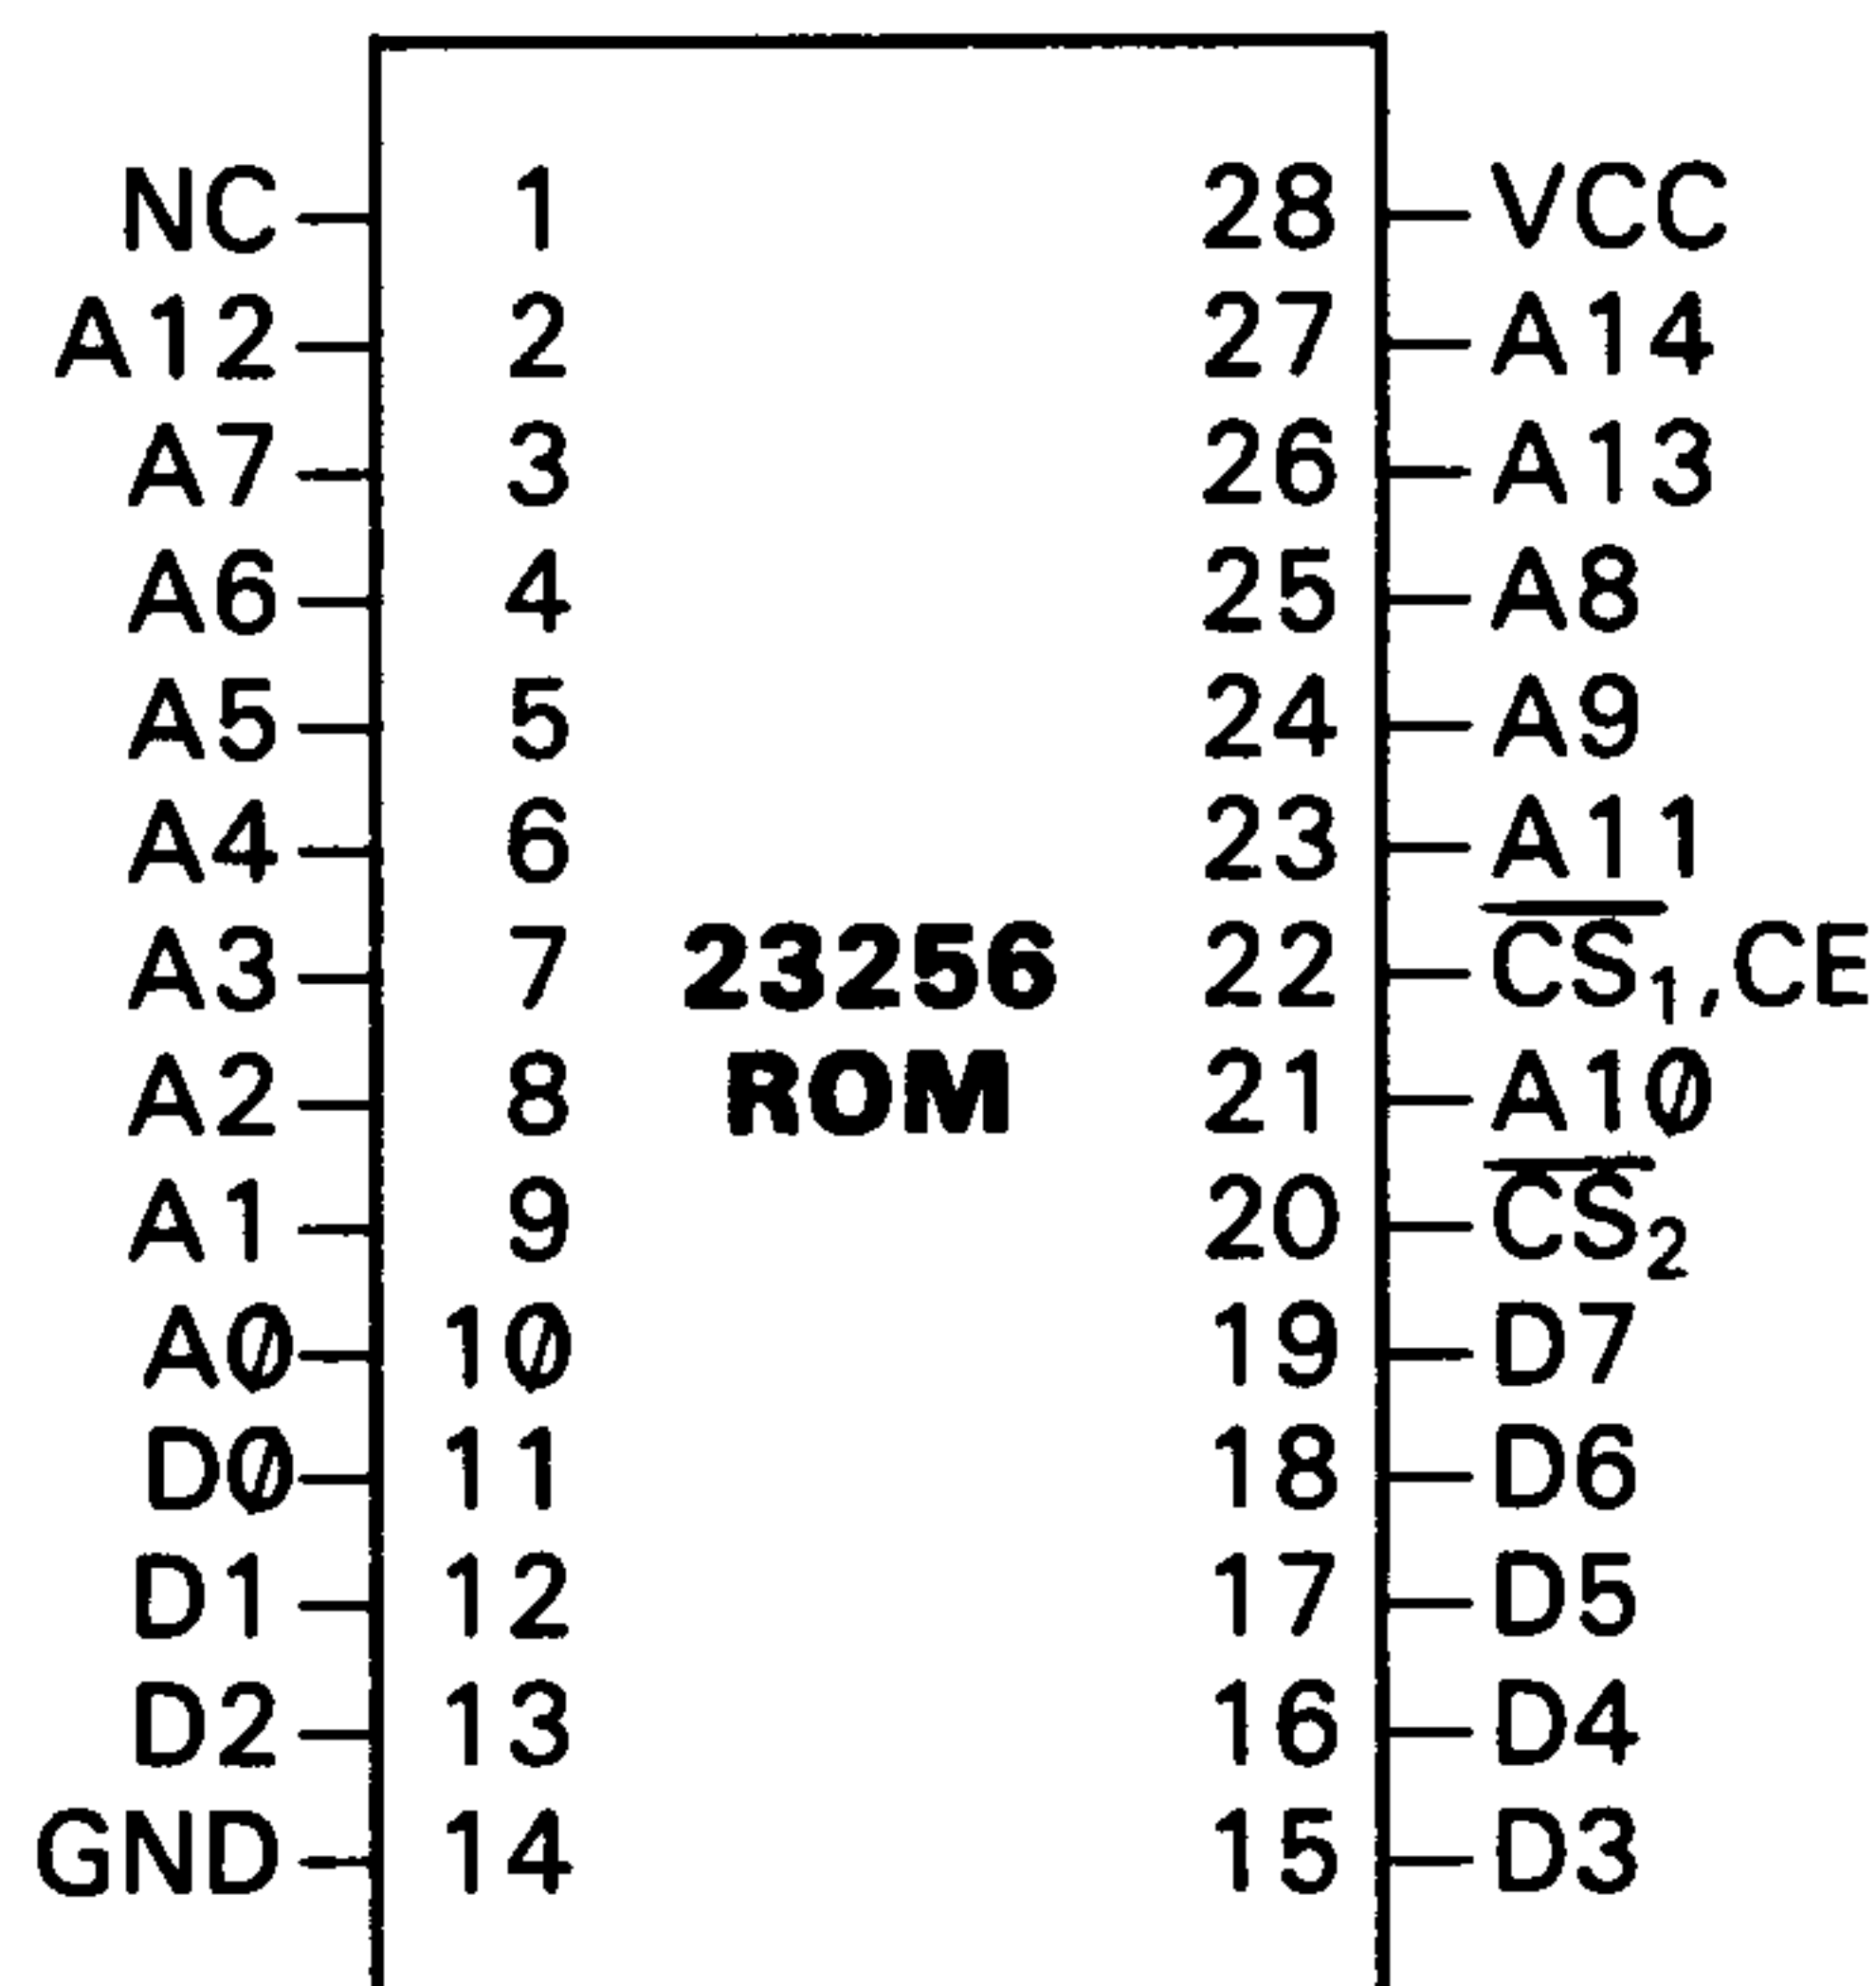 NC 1 28 VCC
A12 2 27 A14
A7 3 26 A13
A6 4 25 A8
A5 5 24 A9
A4 6 23 A11
A3 7 23256 22 C̅S̅₁,CE
A2 8 ROM 21 A10
A1 9 20 C̅S̅₂
A0 10 19 D7
D0 11 18 D6
D1 12 17 D5
D2 13 16 D4
GND 14 15 D3